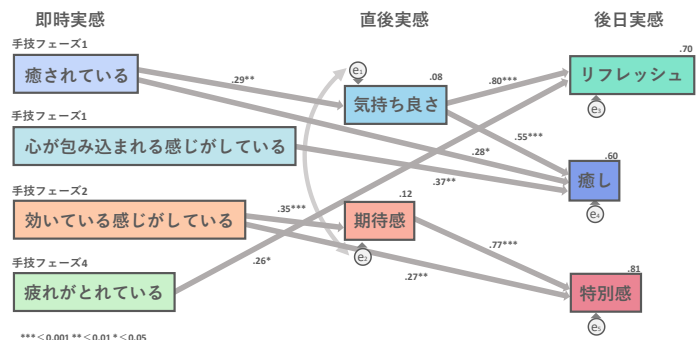 即時実感
直後実感
後日実感
手技フェーズ1
癒されている
手技フェーズ1
心が包み込まれる感じがしている
手技フェーズ2
効いている感じがしている
手技フェーズ4
疲れがとれている
.29**
.28*
.37**
.35***
.26*
.27**
e₁
.08
気持ち良さ
.12
期待感
e₂
.80***
.55***
.77***
.70
リフレッシュ
e₃
.60
癒し
e₄
.81
特別感
e₅
***<0.001 **<0.01 *<0.05